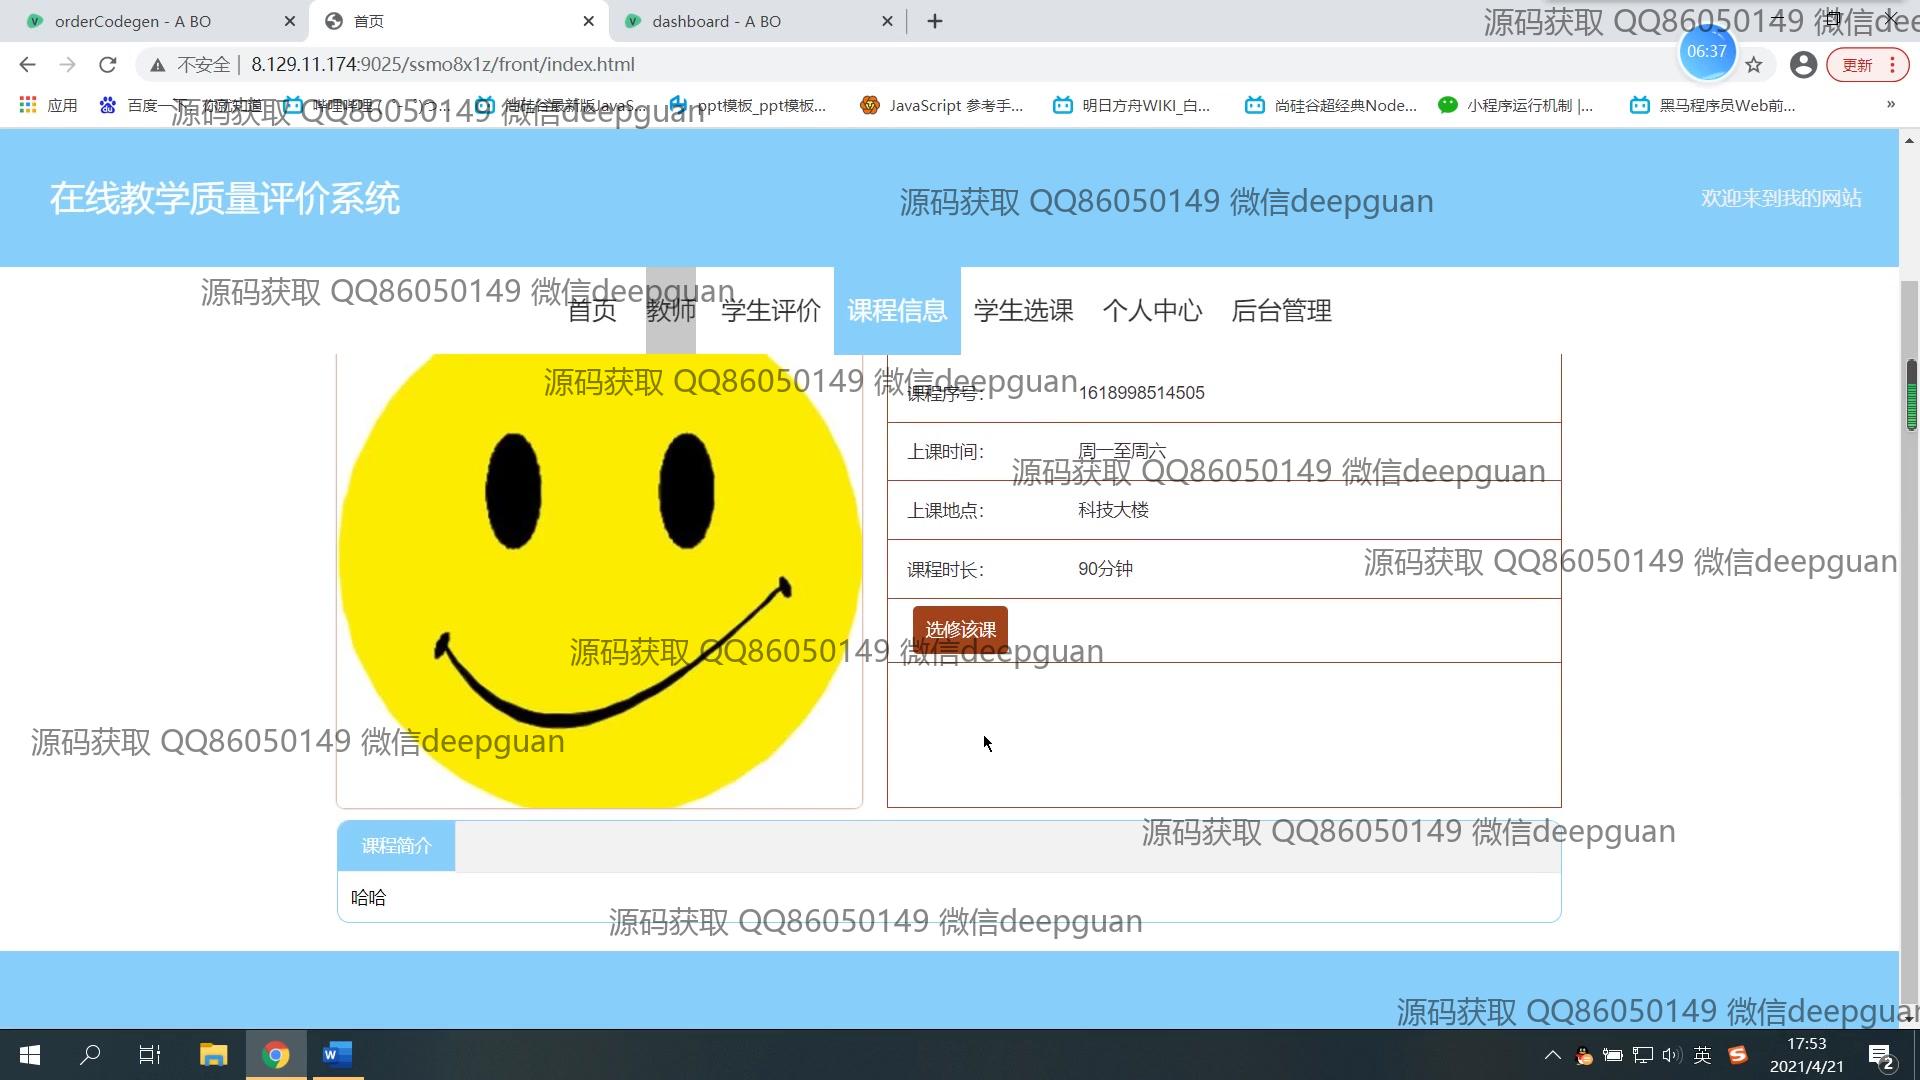 orderCodegen - A BO
首页
dashboard - A BO
源码获取 QQ86050149 微信dee
06:37
不安全
8.129.11.174:9025/ssmo8x1z/front/index.html
更新
应用
百度一下，你就知道
尚硅谷最新版JavaS...
ppt模板_ppt模板...
JavaScript 参考手...
明日方舟WIKI_白...
尚硅谷超经典Node...
小程序运行机制 |...
黑马程序员Web前...
»
源码获取 QQ86050149 微信deepguan
在线教学质量评价系统
源码获取 QQ86050149 微信deepguan
欢迎来到我的网站
源码获取 QQ86050149 微信deepguan
首页
教师
学生评价
课程信息
学生选课
个人中心
后台管理
源码获取 QQ86050149 微信deepguan
课程序号：
1618998514505
上课时间：
周一至周六
源码获取 QQ86050149 微信deepguan
上课地点：
科技大楼
课程时长：
90分钟
源码获取 QQ86050149 微信deepguan
选修该课
源码获取 QQ86050149 微信deepguan
源码获取 QQ86050149 微信deepguan
源码获取 QQ86050149 微信deepguan
课程简介
哈哈
源码获取 QQ86050149 微信deepguan
源码获取 QQ86050149 微信deepguan
W
英
17:53
2021/4/21
2